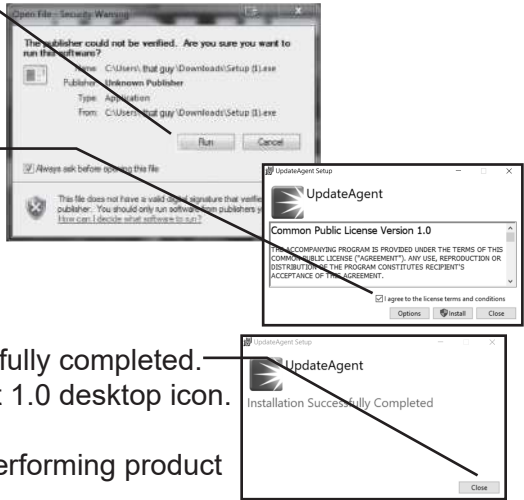 Open File - Security Warning
The publisher could not be verified. Are you sure you want to
run this software?
Name: C:\Users\ that guy \Downloads\Setup (1).exe
Publisher: Unknown Publisher
Type: Application
From: C:\Users\ that guy \Downloads\Setup (1).exe
Run Cancel
Always ask before opening this file
This file does not have a valid digital signature that verifie
publisher. You should only run software from publishers y
How can I decide what software to run?
UpdateAgent Setup
UpdateAgent
Common Public License Version 1.0
THE ACCOMPANYING PROGRAM IS PROVIDED UNDER THE TERMS OF THIS
COMMON PUBLIC LICENSE ("AGREEMENT"). ANY USE, REPRODUCTION OR
DISTRIBUTION OF THE PROGRAM CONSTITUTES RECIPIENT'S
ACCEPTANCE OF THIS AGREEMENT.
I agree to the license terms and conditions
Options Install Close
fully completed.
t 1.0 desktop icon.
erforming product
UpdateAgent Setup
UpdateAgent
Installation Successfully Completed
Close